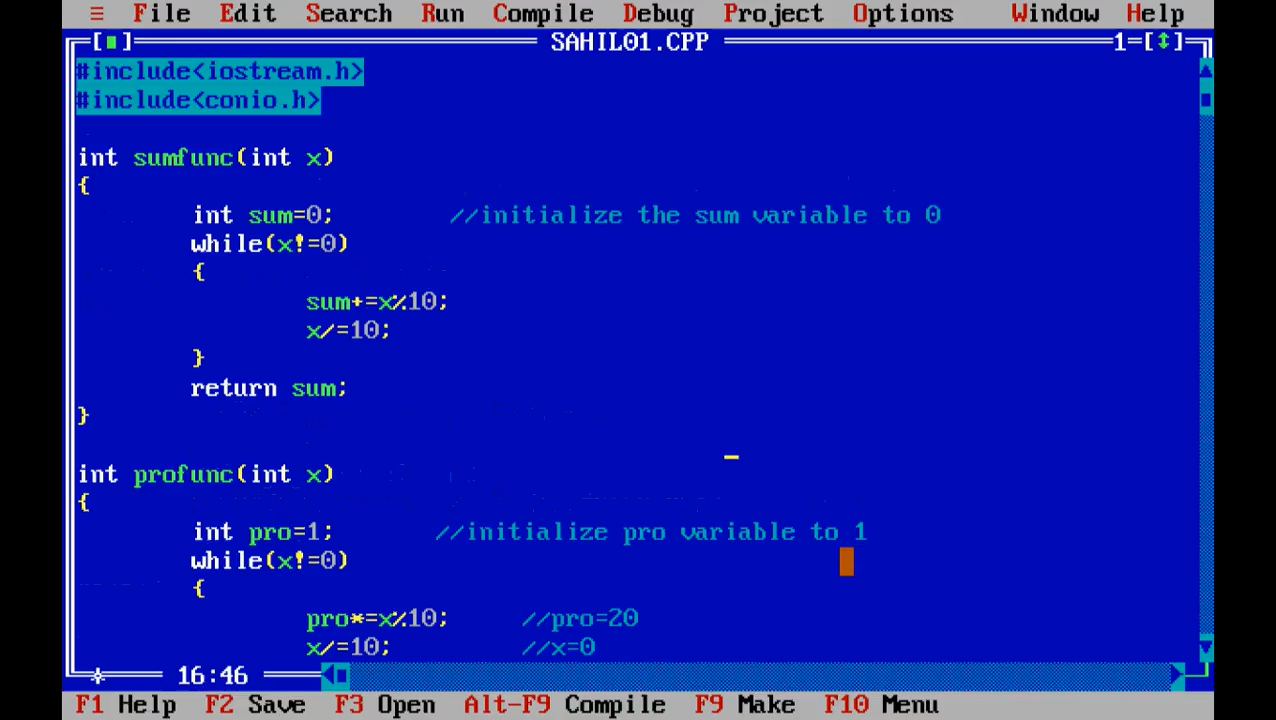 ≡ File Edit Search Run Compile Debug Project Options Window Help
[■] SAHIL01.CPP 1=[↕]
#include<iostream.h>
#include<conio.h>
int sumfunc(int x)
{
int sum=0; //initialize the sum variable to 0
while(x!=0)
{
sum+=x%10;
x/=10;
}
return sum;
}
int profunc(int x)
{
int pro=1; //initialize pro variable to 1
while(x!=0)
{
pro*=x%10; //pro=20
x/=10; //x=0
16:46
F1 Help F2 Save F3 Open Alt-F9 Compile F9 Make F10 Menu